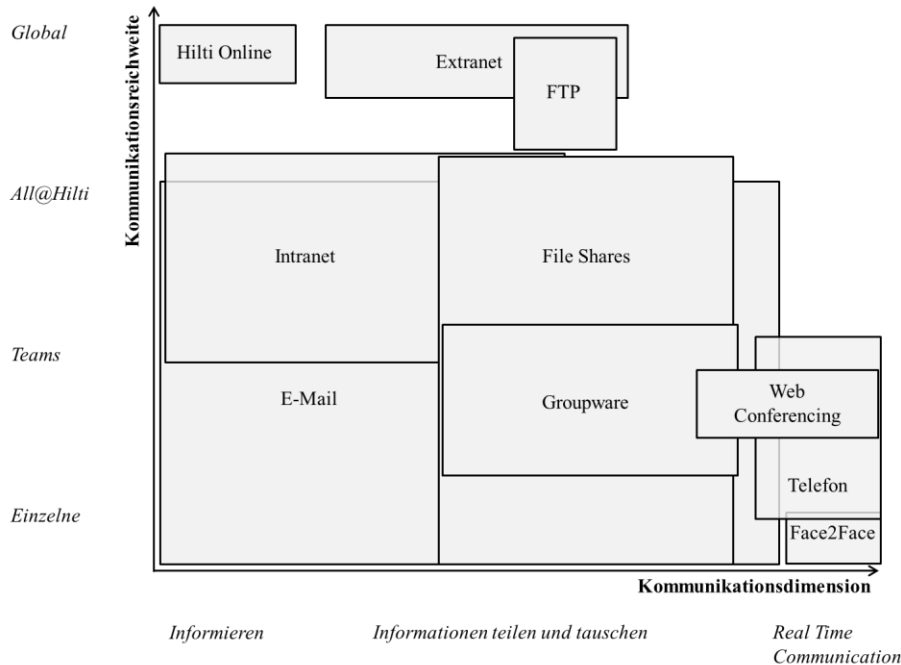 Global
Kommunikationsreichweite
Hilti Online
Extranet
FTP
All@Hilti
Intranet
File Shares
Teams
E-Mail
Groupware
Web
Conferencing
Telefon
Einzelne
Face2Face
Kommunikationsdimension
Informieren
Informationen teilen und tauschen
Real Time
Communication